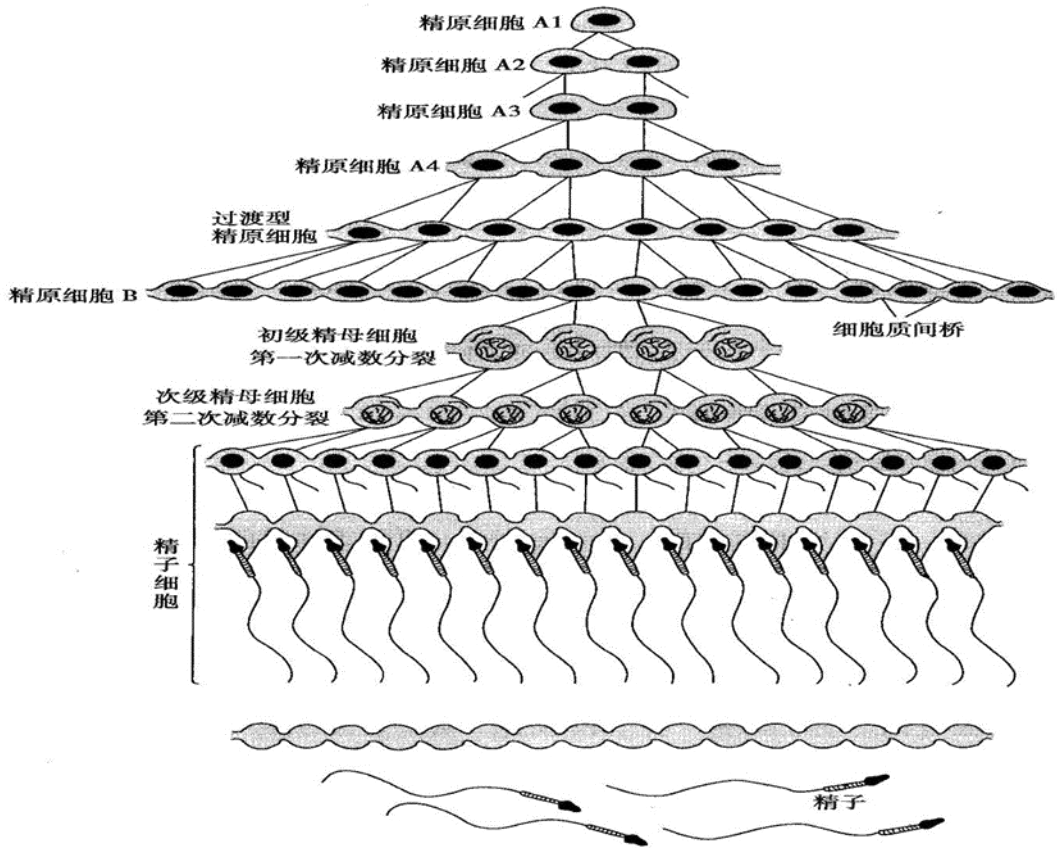 精原细胞 A1
精原细胞 A2
精原细胞 A3
精原细胞 A4
过渡型
精原细胞
精原细胞 B
细胞质间桥
初级精母细胞
第一次减数分裂
次级精母细胞
第二次减数分裂
精子细胞
精子